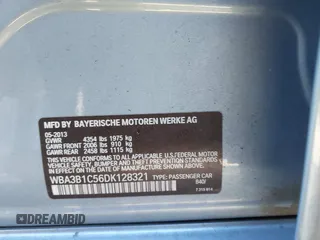 MFD BY BAYERISCHE MOTOREN WERKE AG
05-2013
GVWR 4354 lbs 1975 kg
GAWR FRONT 2006 lbs 910 kg
GAWR REAR 2458 lbs 1115 kg
THIS VEHICLE CONFORMS TO ALL APPLICABLE U.S. FEDERAL MOTOR VEHICLE
SAFETY, BUMPER AND THEFT PREVENTION STANDARDS
IN EFFECT ON THE DATE OF MANUFACTURE SHOWN ABOVE.
WBA3B1C56DK128321 TYPE: PASSENGER CAR
840/
AUTOBIDMASTER